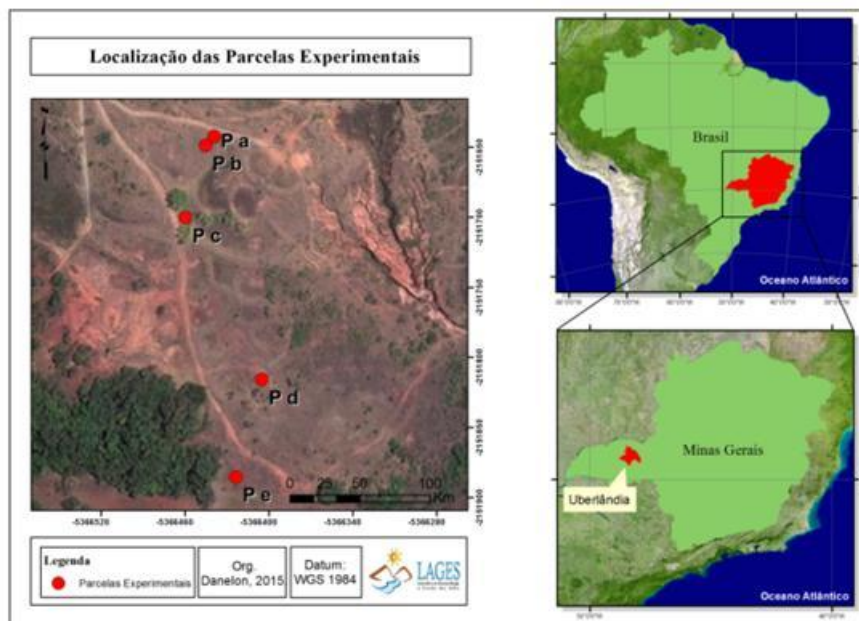 Localização das Parcelas Experimentais
P a
P b
P c
P d
P e
0 25 50 100
Km
-2191650
-2191700
-2191750
-2191800
-2191850
-2191900
-5366520
-5366460
-5366400
-5366340
-5366280
Legenda
Parcelas Experimentais
Org.
Danelon, 2015
Datum:
WGS 1984
LAGES
Brasil
Oceano Atlântico
Minas Gerais
Uberlândia
Oceano Atlântico